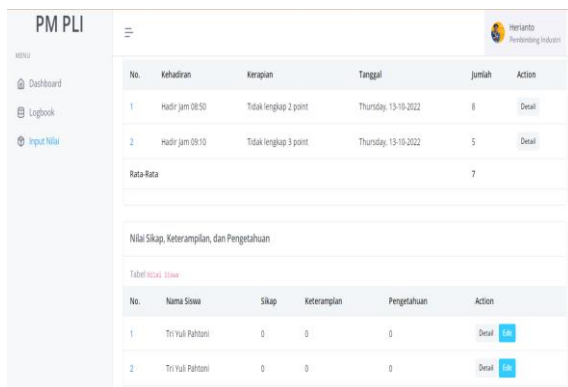 PM PLI
Herianto
Pembimbing Industri
MENU
Dashboard
Logbook
Input Nilai
No. Kehadiran Kerapian Tanggal Jumlah Action
1 Hadir Jam 08:50 Tidak lengkap 2 point Thursday, 13-10-2022 8 Detail
2 Hadir Jam 09:10 Tidak lengkap 3 point Thursday, 13-10-2022 5 Detail
Rata-Rata 7
Nilai Sikap, Keterampilan, dan Pengetahuan
Tabel Nilai Siswa
No. Nama Siswa Sikap Keteramplan Pengetahuan Action
1 Tri Yuli Pahtoni 0 0 0 Detail Edit
2 Tri Yuli Pahtoni 0 0 0 Detail Edit